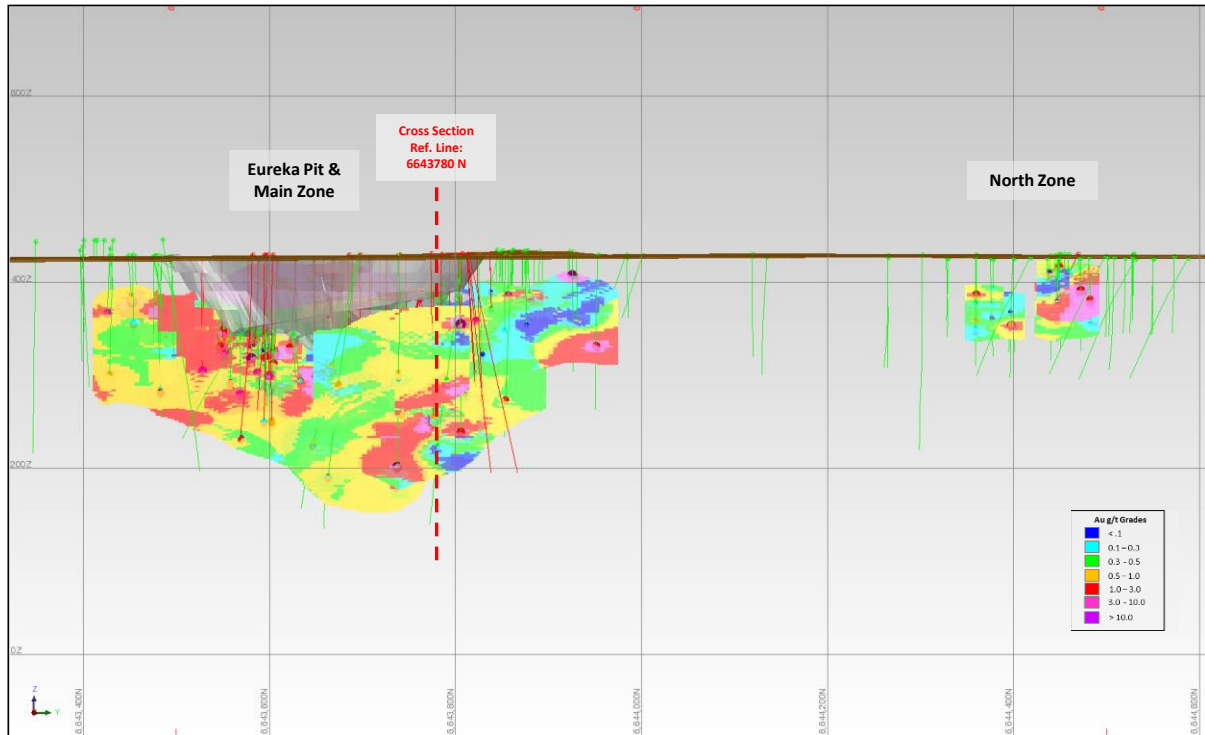 600Z
Cross Section
Ref. Line:
6643780 N
Eureka Pit &
Main Zone
North Zone
400Z
200Z
Au g/t Grades
< .1
0.1 – 0.3
0.3 - 0.5
0.5 – 1.0
1.0 – 3.0
3.0 - 10.0
> 10.0
0Z
Z
Y
6,643,400N
6,643,600N
6,643,800N
6,644,000N
6,644,200N
6,644,400N
6,644,600N